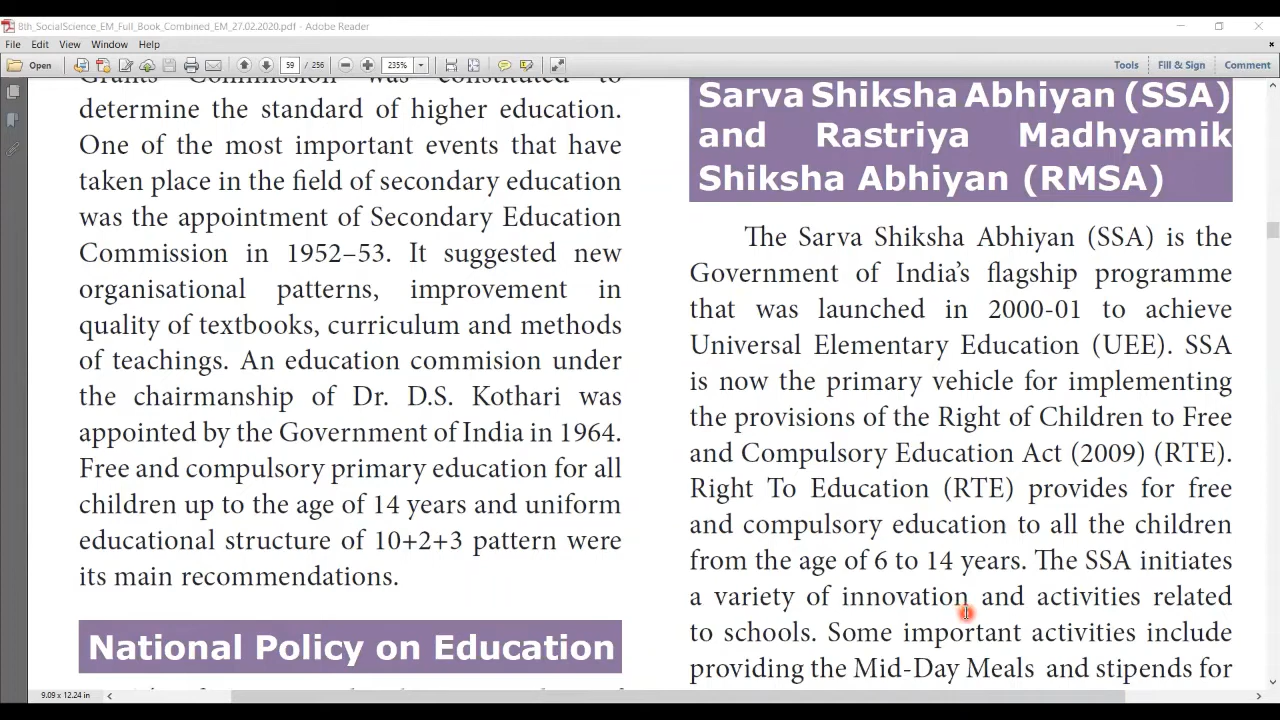 8th_SocialScience_EM_Full_Book_Combined_EM_27.02.2020.pdf - Adobe Reader
File Edit View Window Help
Open 59 / 256 235% Tools Fill & Sign Comment
Grants Commission was constituted to
determine the standard of higher education.
One of the most important events that have
taken place in the field of secondary education
was the appointment of Secondary Education
Commission in 1952–53. It suggested new
organisational patterns, improvement in
quality of textbooks, curriculum and methods
of teachings. An education commision under
the chairmanship of Dr. D.S. Kothari was
appointed by the Government of India in 1964.
Free and compulsory primary education for all
children up to the age of 14 years and uniform
educational structure of 10+2+3 pattern were
its main recommendations.
National Policy on Education
Sarva Shiksha Abhiyan (SSA)
and Rastriya Madhyamik
Shiksha Abhiyan (RMSA)
The Sarva Shiksha Abhiyan (SSA) is the
Government of India's flagship programme
that was launched in 2000-01 to achieve
Universal Elementary Education (UEE). SSA
is now the primary vehicle for implementing
the provisions of the Right of Children to Free
and Compulsory Education Act (2009) (RTE).
Right To Education (RTE) provides for free
and compulsory education to all the children
from the age of 6 to 14 years. The SSA initiates
a variety of innovation and activities related
to schools. Some important activities include
providing the Mid-Day Meals and stipends for
9.09 x 12.24 in